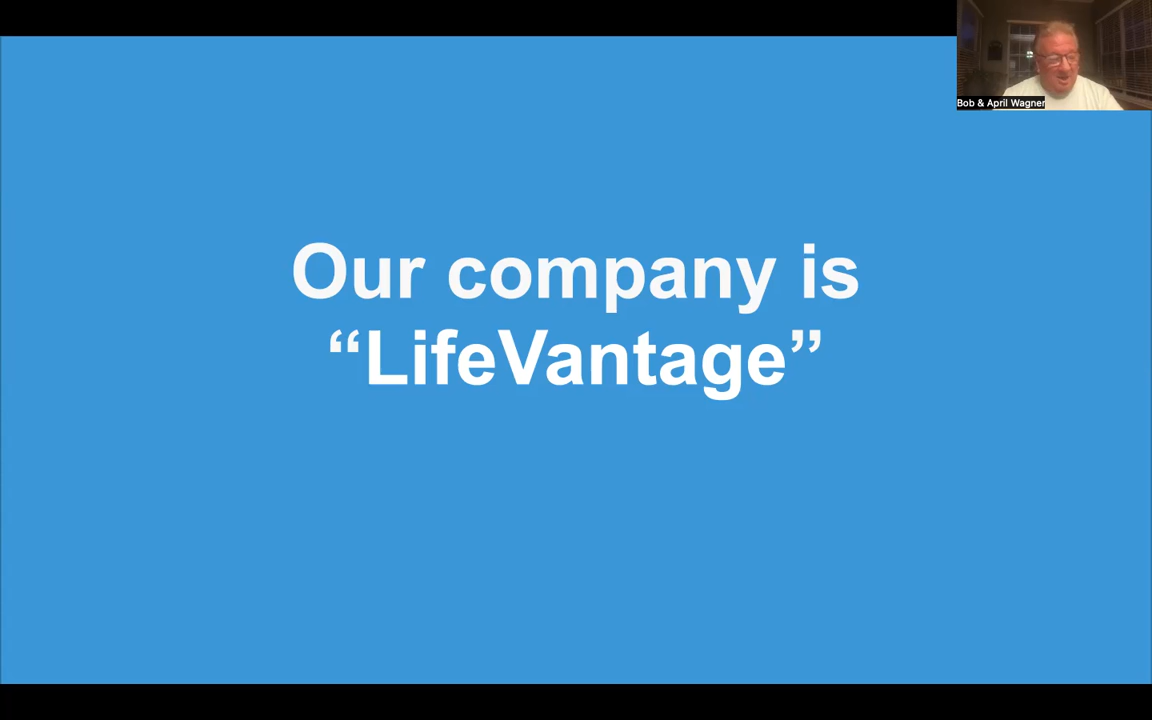 Bob & April Wagner
Our company is
“LifeVantage”